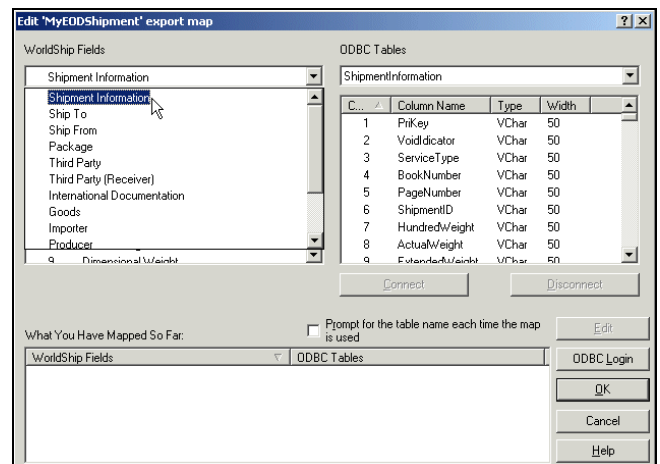 Edit 'MyEODShipment' export map
WorldShip Fields
Shipment Information
Shipment Information
Ship To
Ship From
Package
Third Party
Third Party (Receiver)
International Documentation
Goods
Importer
Producer
9 Dimensional Weight
ODBC Tables
ShipmentInformation
C... Column Name Type Width
1 PriKey VChar 50
2 VoidIdicator VChar 50
3 ServiceType VChar 50
4 BookNumber VChar 50
5 PageNumber VChar 50
6 ShipmentID VChar 50
7 HundredWeight VChar 50
8 ActualWeight VChar 50
9 ExtendedWeight VChar 50
Connect Disconnect
What You Have Mapped So Far:
Prompt for the table name each time the map
is used
Edit
WorldShip Fields ODBC Tables
ODBC Login
OK
Cancel
Help